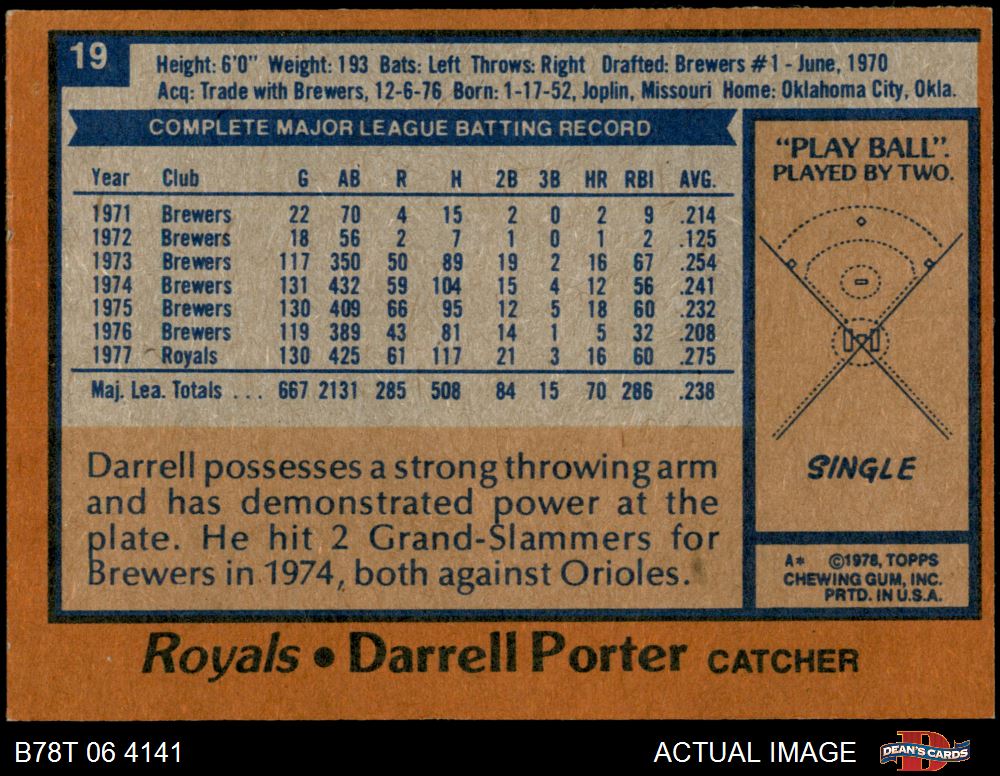 19
Height: 6'0" Weight: 193 Bats: Left Throws: Right Drafted: Brewers #1 - June, 1970
Acq: Trade with Brewers, 12-6-76 Born: 1-17-52, Joplin, Missouri Home: Oklahoma City, Okla.
COMPLETE MAJOR LEAGUE BATTING RECORD
Year Club G AB R H 2B 3B HR RBI AVG.
1971 Brewers 22 70 4 15 2 0 2 9 .214
1972 Brewers 18 56 2 7 1 0 1 2 .125
1973 Brewers 117 350 50 89 19 2 16 67 .254
1974 Brewers 131 432 59 104 15 4 12 56 .241
1975 Brewers 130 409 66 95 12 5 18 60 .232
1976 Brewers 119 389 43 81 14 1 5 32 .208
1977 Royals 130 425 61 117 21 3 16 60 .275
Maj. Lea. Totals . . . 667 2131 285 508 84 15 70 286 .238
Darrell possesses a strong throwing arm
and has demonstrated power at the
plate. He hit 2 Grand-Slammers for
Brewers in 1974, both against Orioles.
"PLAY BALL".
PLAYED BY TWO.
SINGLE
A* ©1978, TOPPS
CHEWING GUM, INC.
PRTD. IN U.S.A.
Royals • Darrell Porter CATCHER
B78T 06 4141
ACTUAL IMAGE
D
DEAN'S CARDS